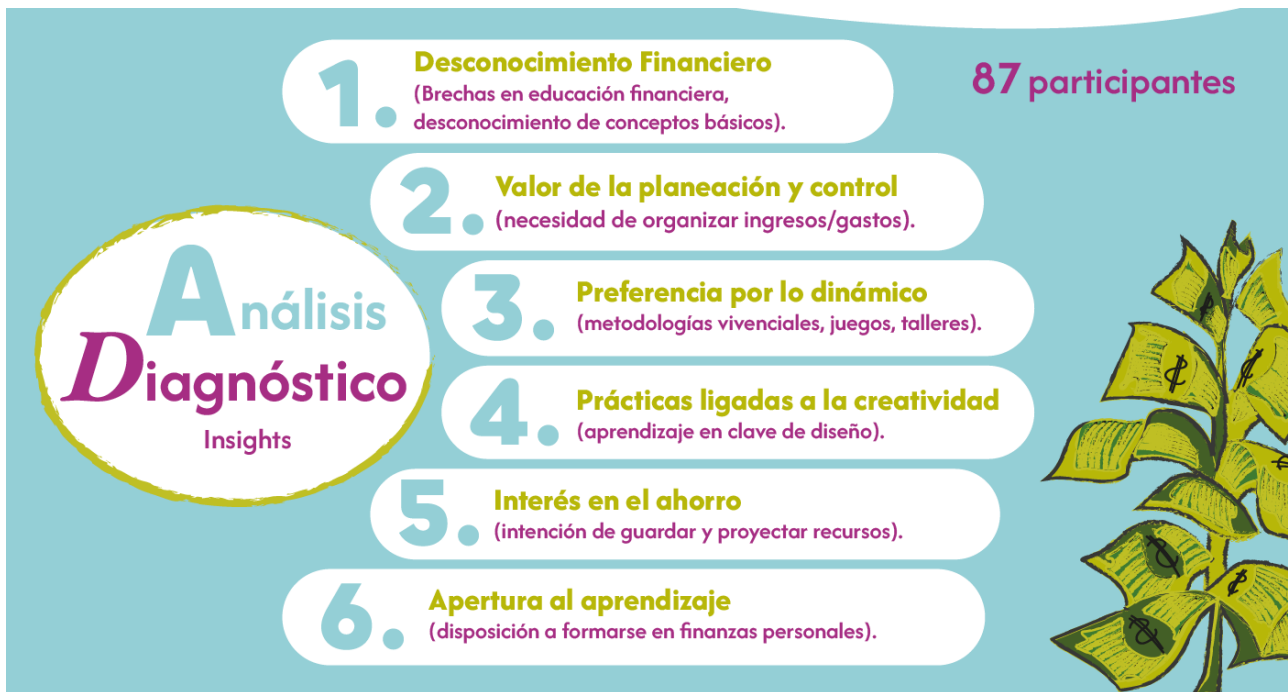 87 participantes
Análisis
Diagnóstico
Insights
1. Desconocimiento Financiero
(Brechas en educación financiera,
desconocimiento de conceptos básicos).
2. Valor de la planeación y control
(necesidad de organizar ingresos/gastos).
3. Preferencia por lo dinámico
(metodologías vivenciales, juegos, talleres).
4. Prácticas ligadas a la creatividad
(aprendizaje en clave de diseño).
5. Interés en el ahorro
(intención de guardar y proyectar recursos).
6. Apertura al aprendizaje
(disposición a formarse en finanzas personales).